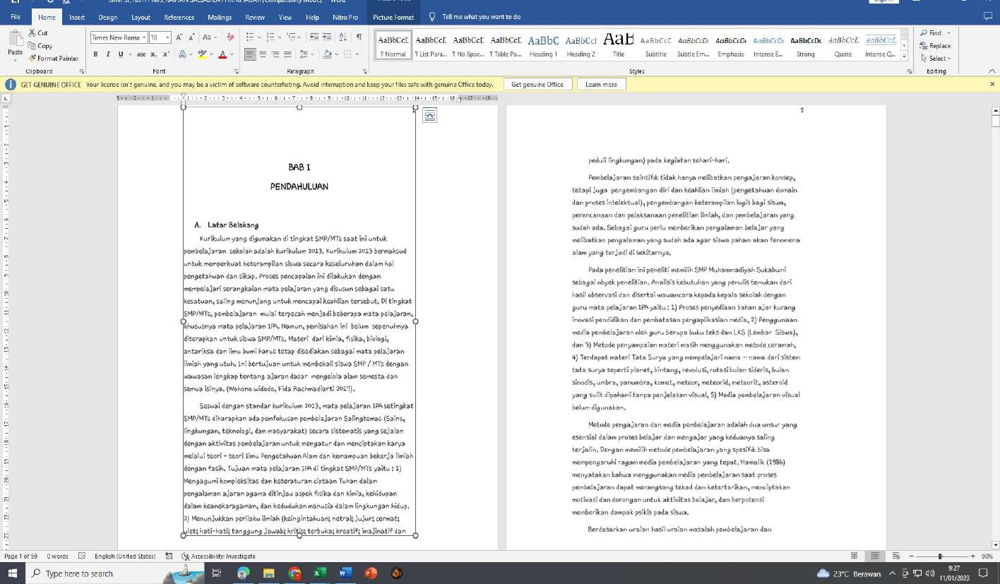 Picture Format
Tell me what you want to do
File Home Insert Design Layout References Mailings Review View Help Nitro Pro
Paste
Cut
Copy
Format Painter
Clipboard
Times New Roma 10
Font
Paragraph
AaBbCcI AaBbCcD AaBbCcD AaBbCcD AaBbC AaBbCcI AaB AaBbCcC AaBbCcDc AaBbCcDc AaBbCcDc AaBbCcDc AaBbCcD AaBbCcD
¶ Normal ¶ List Para... ¶ No Spac... ¶ Table Pa... Heading 1 Heading 2 Title Subtitle Subtle Em... Emphasis Intense E... Strong Quote Intense Q...
Styles
Find
Replace
Select
Editing
GET GENUINE OFFICE Your license isn't genuine, and you may be a victim of software counterfeiting. Avoid interruption and keep your files safe with genuine Office today. Get genuine Office Learn more
1
BAB I
PENDAHULUAN
A. Latar Belakang
Kurikulum yang digunakan di tingkat SMP/MTs saat ini untuk
pembelajaran sekolah adalah kurikulum 2013. Kurikulum 2013 bermaksud
untuk memperkuat keterampilan siswa secara keseluruhan dalam hal
pengetahuan dan sikap. Proses pencapaian ini dilakukan dengan
mempelajari serangkaian mata pelajaran yang disusun sebagai satu
kesatuan, saling menunjang untuk mencapai keahlian tersebut. Di tingkat
SMP/MTs, pembelajaran mulai terpecah menjadi beberapa mata pelajaran,
khususnya mata pelajaran IPA. Namun, pemisahan ini belum sepenuhnya
diterapkan untuk siswa SMP/MTs. Materi dari kimia, fisika, biologi,
antariksa dan ilmu bumi harus tetap disediakan sebagai mata pelajaran
ilmiah yang utuh. Ini bertujuan untuk membekali siswa SMP / MTs dengan
wawasan lengkap tentang ajaran dasar mengelola alam semesta dan
semua isinya. (Wohono widodo, Fida Rachmadiarti 2017).
Sesuai dengan standar kurikulum 2013, mata pelajaran IPA setingkat
SMP/MTs diharapkan ada pemfokusan pembelajaran Salingtemas (Sains,
lingkungan, teknologi, dan masyarakat) secara sistematis yang sejalan
dengan aktivitas pembelajaran untuk mengatur dan menciptakan karya
melalui teori - teori Ilmu Pengetahuan Alam dan kemampuan bekerja ilmiah
dengan fasih. Tujuan mata pelajaran IPA di tingkat SMP/MTs yaitu : 1)
Mengagumi kompleksitas dan keteraturan ciptaan Tuhan dalam
pengalaman ajaran agama ditinjau aspek fisika dan kimia, kehidupan
dalam keanekaragaman, dan kedudukan manusia dalam lingkungan hidup.
2) Menunjukkan perilaku ilmiah (keingintahuan; netral; jujur; cermat;
ulet; hati-hati; tanggung jawab; kritis; terbuka; kreatif; imajinatif dan
2
peduli lingkungan) pada kegiatan sehari-hari.
Pembelajaran saintifik tidak hanya melibatkan pengajaran konsep,
tetapi juga pengembangan diri dan keahlian ilmiah (pengetahuan domain
dan proses intelektual), pengembangan keterampilan logis bagi siswa,
perencanaan dan pelaksanaan penelitian ilmiah, dan pembelajaran yang
sudah ada. Sebagai guru perlu memberikan pengalaman belajar yang
melibatkan pengalaman yang sudah ada agar siswa paham akan fenomena
alam yang terjadi di sekitarnya.
Pada penelitian ini peneliti memilih SMP Muhammadiyah Sukabumi
sebagai obyek penelitian. Analisis kebutuhan yang penulis temukan dari
hasil observasi dan disertai wawancara kepada kepala sekolah dengan
guru mata pelajaran IPA yaitu : 1) Proses penyediaan bahan ajar kurang
inovasi pendidikan dan pembatasan pengaplikasian media, 2) Penggunaan
media pembelajaran oleh guru berupa buku teks dan LKS (Lembar Siswa),
dan 3) Metode penyampaian materi masih menggunakan metode ceramah,
4) Terdapat materi Tata Surya yang mempelajari nama - nama dari sistem
tata surya seperti planet, bintang, revolusi, rotasi bulan sideris, bulan
sinodis, umbra, panumbra, komet, meteor, meteorid, meteorit, asteroid
yang sulit dipahami tanpa penjelasan visual, 5) Media pembelajaran visual
belum digunakan.
Metode pengajaran dan media pembelajaran adalah dua unsur yang
esensial dalam proses belajar dan mengajar yang keduanya saling
terjalin. Dengan memilih metode pembelajaran yang spesifik bisa
mempengaruhi ragam media pembelajaran yang tepat. Hamalik (1986)
menyatakan bahwa menggunakan media pembelajaran saat proses
pembelajaran dapat merangsang tekad dan ketertarikan, menciptakan
motivasi dan dorongan untuk aktivitas belajar, dan berpotensi
memberikan dampak psikis pada siswa.
Berdasarkan uraian hasil uraian masalah pembelajaran dan
Page 1 of 59 0 words English (United States) Accessibility: Investigate 90%
Type here to search
23°C Berawan
9:27
11/01/2023